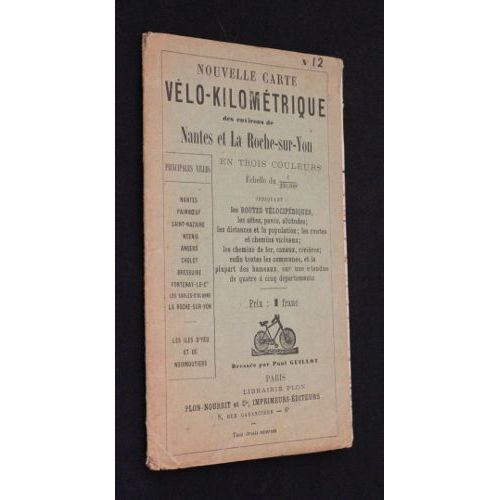 N 12
NOUVELLE CARTE
VÉLO-KILOMÉTRIQUE
des environs de
Nantes et La Roche-sur-Yon
EN TROIS COULEURS
Échelle du
INDIQUANT
les ROUTES VÉLOCIPÉDIQUES,
les côtes, pavés, altitudes;
les distances et la population; les routes
et chemins vicinaux;
les chemins de fer, canaux, rivières;
enfin toutes les communes, et la
plupart des hameaux, sur une étendue
de quatre à cinq départements
Prix : 1 franc
PRINCIPALES VILLES
NANTES
PAIMBŒUF
SAINT-NAZAIRE
ANGERS
CHOLET
BRESSUIRE
FONTENAY-LE-Cte
LES SABLES-D'OLONNE
LA ROCHE-SUR-YON
LES ILES D'YEU
ET DE
NOIRMOUTIERS
Dressée par Paul GUILLOT
PARIS
LIBRAIRIE PLON
PLON-NOURRIT et Cie, IMPRIMEURS-ÉDITEURS
8, RUE GARANCIÈRE — 6e
Tous droits réservés